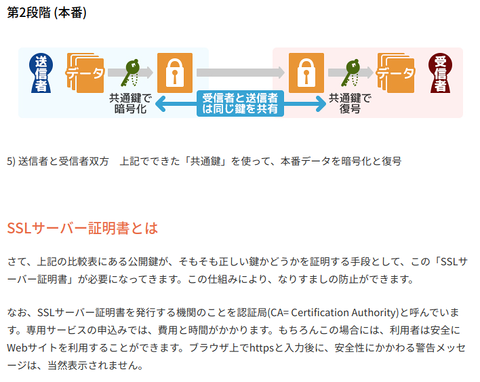 第2段階 (本番)
送信者
データ
共通鍵で
暗号化
受信者と送信者
は同じ鍵を共有
共通鍵で
復号
データ
受信者
5) 送信者と受信者双方　上記でできた「共通鍵」を使って、本番データを暗号化と復号
SSLサーバー証明書とは
さて、上記の比較表にある公開鍵が、そもそも正しい鍵かどうかを証明する手段として、この「SSLサ
ーバー証明書」が必要になってきます。この仕組みにより、なりすましの防止ができます。
なお、SSLサーバー証明書を発行する機関のことを認証局(CA= Certification Authority)と呼んでいま
す。専用サービスの申込みでは、費用と時間がかかります。もちろんこの場合には、利用者は安全に
Webサイトを利用することができます。ブラウザ上でhttpsと入力後に、安全性にかかわる警告メッセ
ージは、当然表示されません。